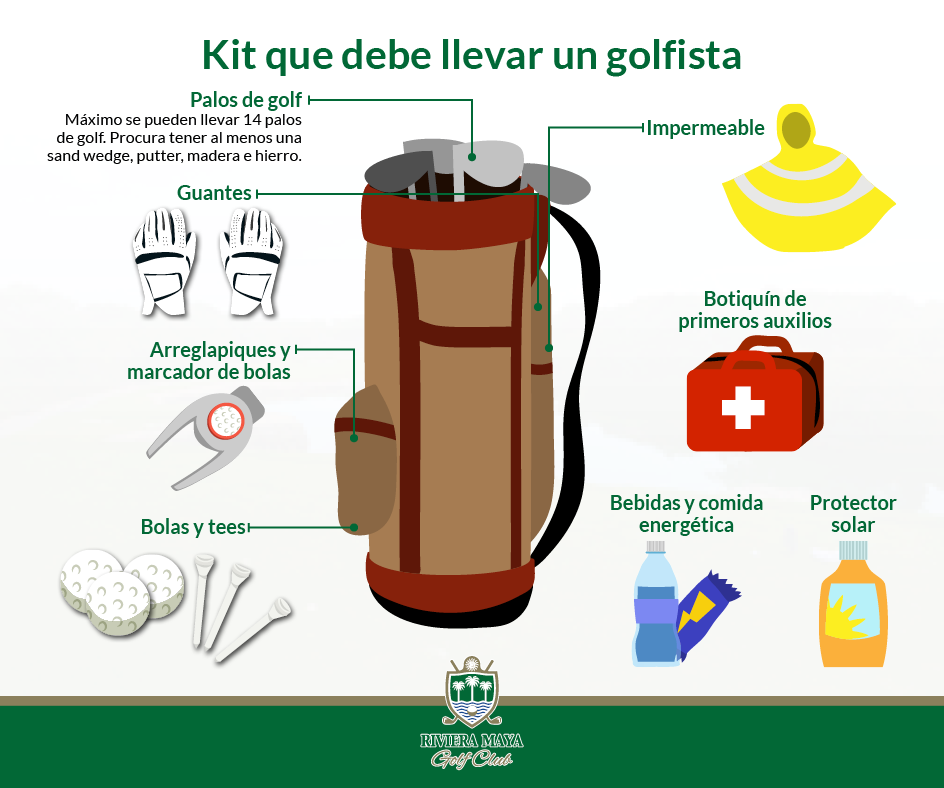 Kit que debe llevar un golfista
Palos de golf
Máximo se pueden llevar 14 palos
de golf. Procura tener al menos una
sand wedge, putter, madera e hierro.
Impermeable
Guantes
Botiquín de
primeros auxilios
Arreglapiques y
marcador de bolas
Bebidas y comida
energética
Protector
solar
Bolas y tees
RIVIERA MAYA
Golf Club